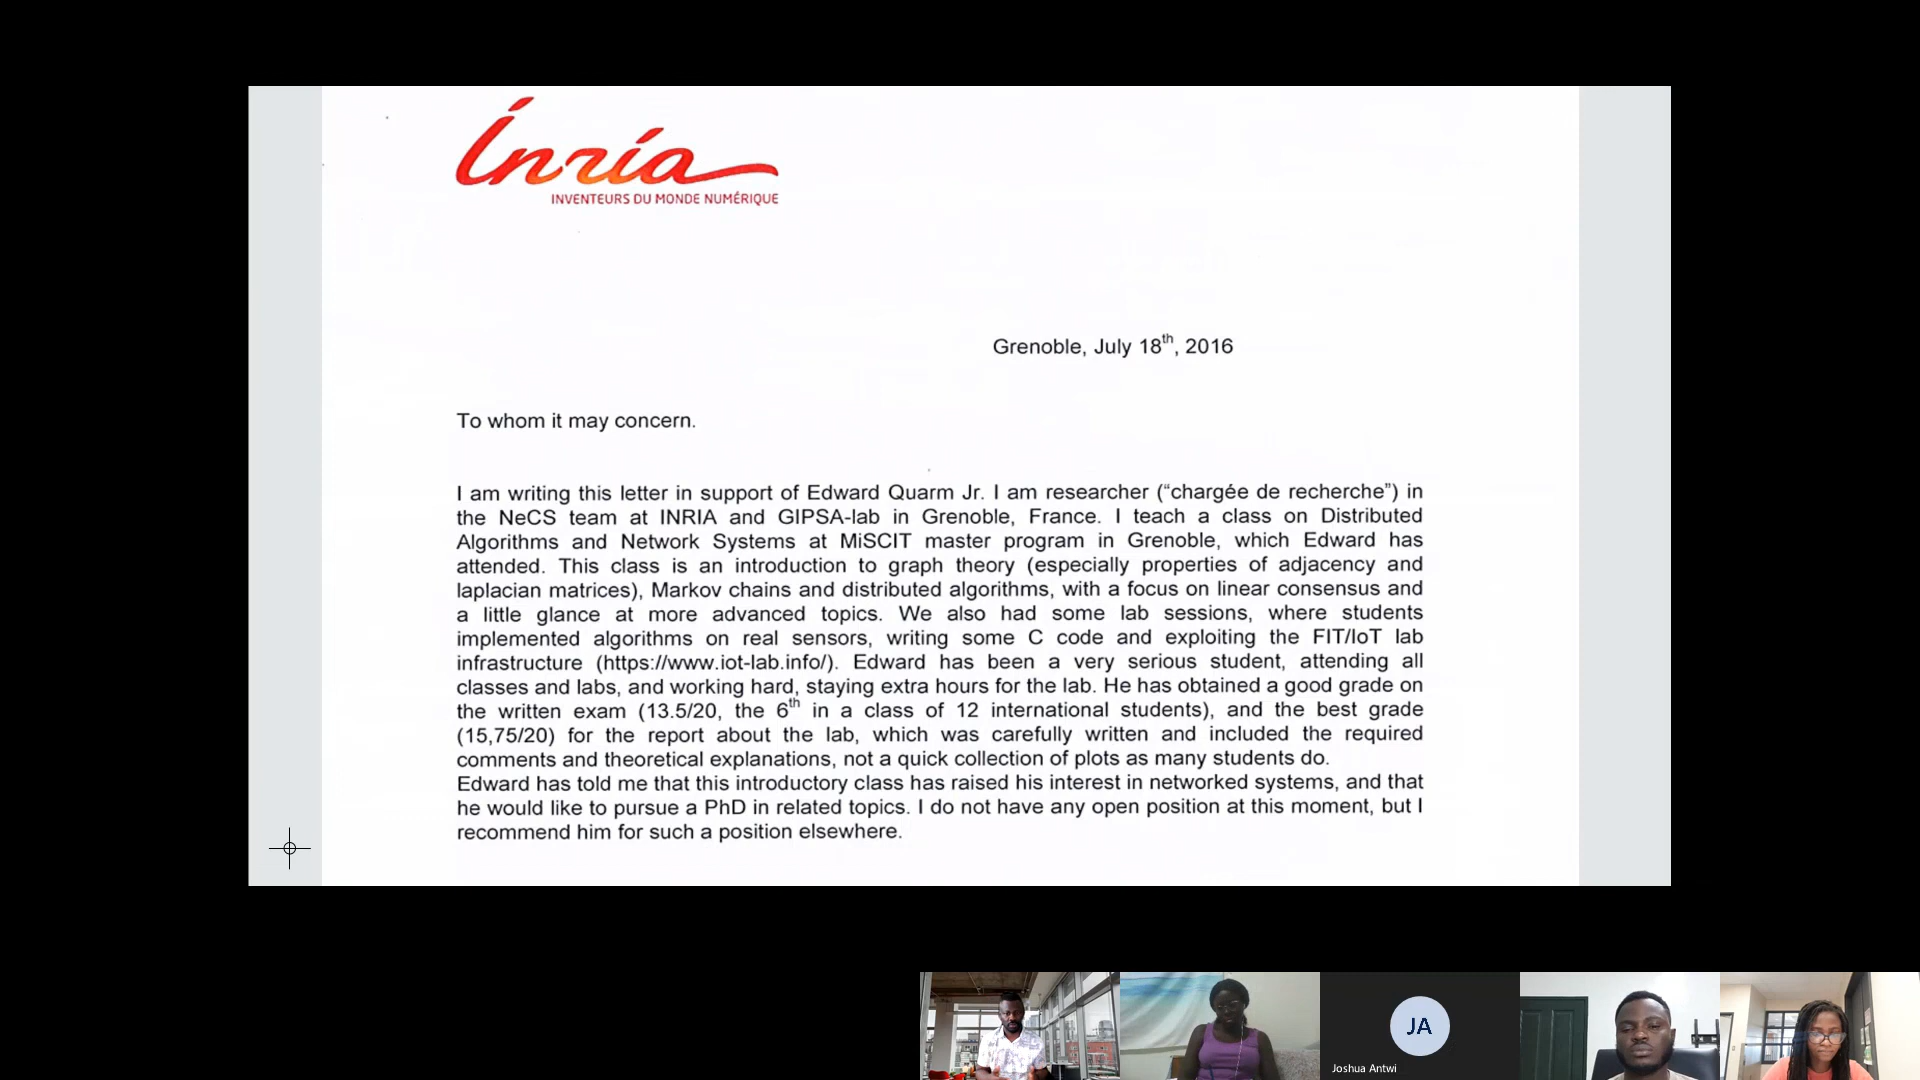 inria
INVENTEURS DU MONDE NUMÉRIQUE
Grenoble, July 18th, 2016
To whom it may concern.
I am writing this letter in support of Edward Quarm Jr. I am researcher (“chargée de recherche”) in
the NeCS team at INRIA and GIPSA-lab in Grenoble, France. I teach a class on Distributed
Algorithms and Network Systems at MiSCIT master program in Grenoble, which Edward has
attended. This class is an introduction to graph theory (especially properties of adjacency and
laplacian matrices), Markov chains and distributed algorithms, with a focus on linear consensus and
a little glance at more advanced topics. We also had some lab sessions, where students
implemented algorithms on real sensors, writing some C code and exploiting the FIT/IoT lab
infrastructure (https://www.iot-lab.info/). Edward has been a very serious student, attending all
classes and labs, and working hard, staying extra hours for the lab. He has obtained a good grade on
the written exam (13.5/20, the 6th in a class of 12 international students), and the best grade
(15,75/20) for the report about the lab, which was carefully written and included the required
comments and theoretical explanations, not a quick collection of plots as many students do.
Edward has told me that this introductory class has raised his interest in networked systems, and that
he would like to pursue a PhD in related topics. I do not have any open position at this moment, but I
recommend him for such a position elsewhere.
JA
Joshua Antwi